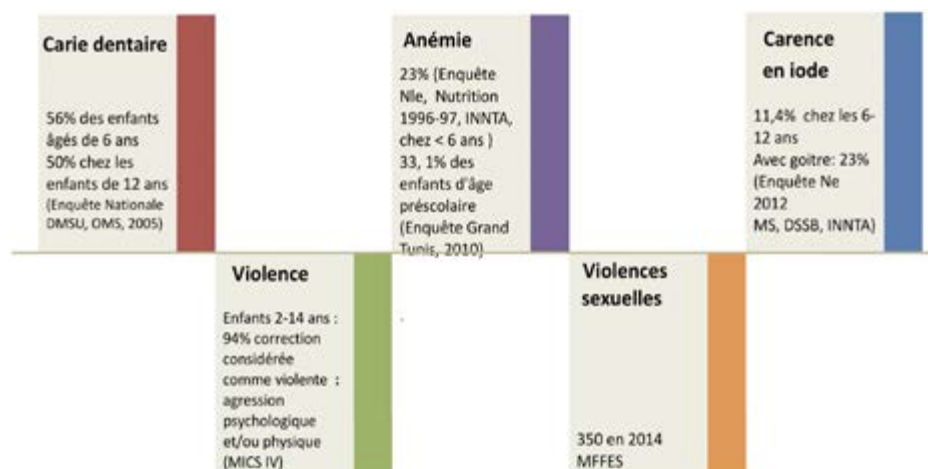 Carie dentaire
56% des enfants
âgés de 6 ans
50% chez les
enfants de 12 ans
(Enquête Nationale
DMSU, OMS, 2005)
Anémie
23% (Enquête
Nle, Nutrition
1996-97, INNTA,
chez < 6 ans )
33, 1% des
enfants d'âge
préscolaire
(Enquête Grand
Tunis, 2010)
Carence
en iode
11,4% chez les 6-
12 ans
Avec goitre: 23%
(Enquête Ne
2012
MS, DSSB, INNTA)
Violence
Enfants 2-14 ans :
94% correction
considérée
comme violente :
agression
psychologique
et/ou physique
(MICS IV)
Violences
sexuelles
350 en 2014
MFFES